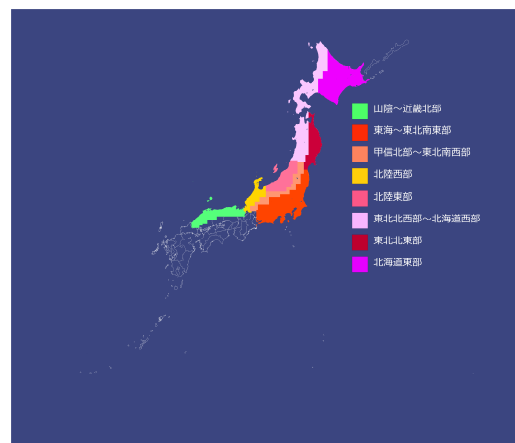 山陰～近畿北部
東海～東北南東部
甲信北部～東北南西部
北陸西部
北陸東部
東北北西部～北海道西部
東北北東部
北海道東部